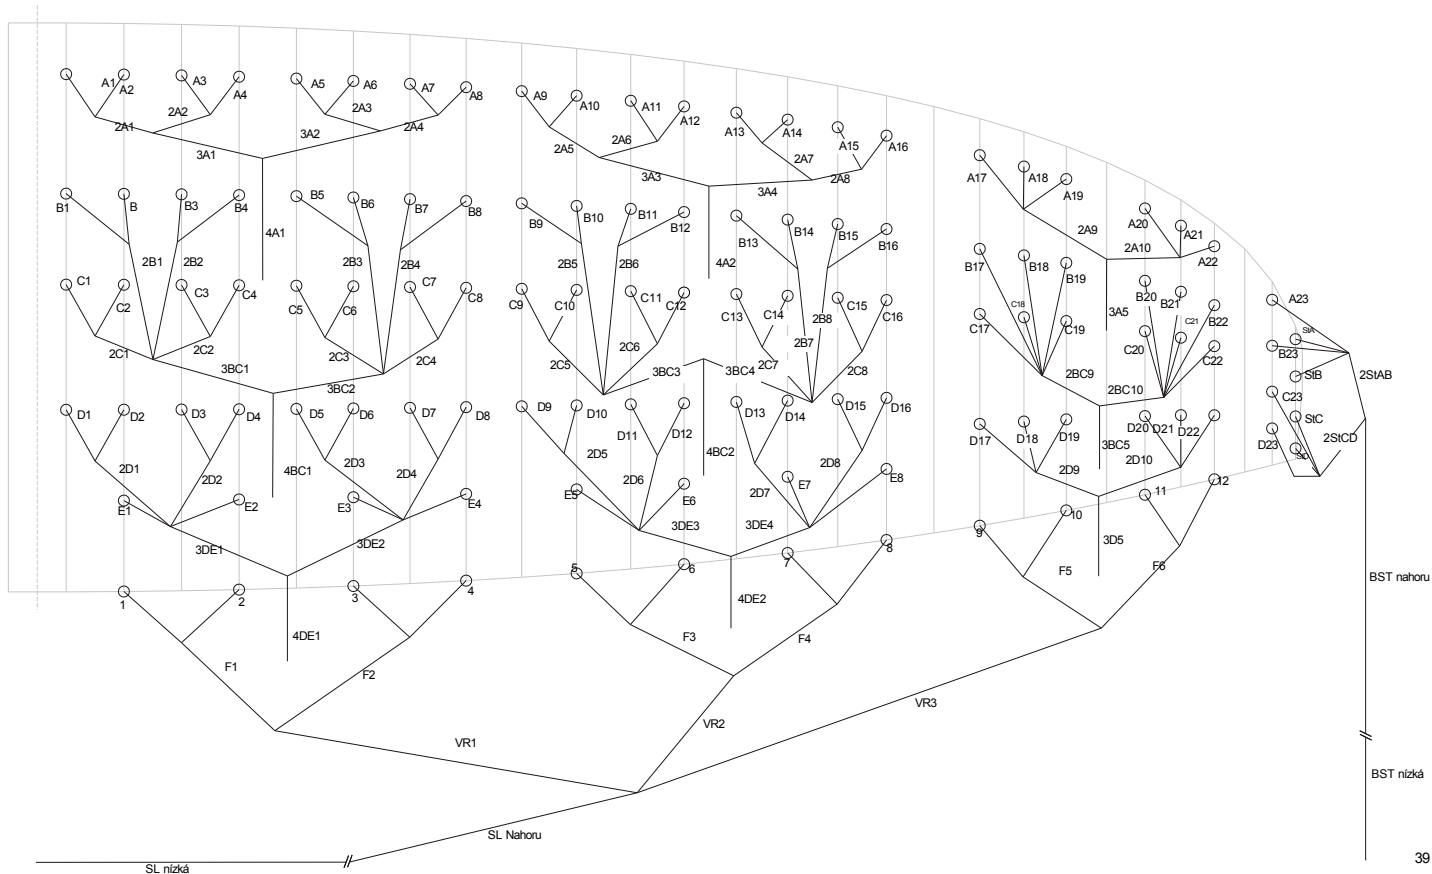 A1
A2
A3
A4
A5
A6
A7
A8
A9
A10
A11
A12
A13
A14
A15
A16
A17
A18
A19
A20
A21
A22
A23
2A1
2A2
2A3
2A4
2A5
2A6
2A7
2A8
2A9
2A10
3A1
3A2
3A3
3A4
3A5
4A1
4A2
B1
B
B3
B4
B5
B6
B7
B8
B9
B10
B11
B12
B13
B14
B15
B16
B17
B18
B19
B20
B21
B22
B23
2B1
2B2
2B3
2B4
2B5
2B6
2B7
2B8
C1
C2
C3
C4
C5
C6
C7
C8
C9
C10
C11
C12
C13
C14
C15
C16
C17
C18
C19
C20
C21
C22
C23
2C1
2C2
2C3
2C4
2C5
2C6
2C7
2C8
2BC9
2BC10
3BC1
3BC2
3BC3
3BC4
3BC5
4BC1
4BC2
D1
D2
D3
D4
D5
D6
D7
D8
D9
D10
D11
D12
D13
D14
D15
D16
D17
D18
D19
D20
D21
D22
D23
2D1
2D2
2D3
2D4
2D5
2D6
2D7
2D8
2D9
2D10
E1
E2
E3
E4
E5
E6
E7
E8
3DE1
3DE2
3DE3
3DE4
3D5
4DE1
4DE2
StA
StB
StC
StD
2StAB
2StCD
1
2
3
4
5
6
7
8
9
10
11
12
F1
F2
F3
F4
F5
F6
VR1
VR2
VR3
BST nahoru
BST nízká
SL Nahoru
SL nízká
39